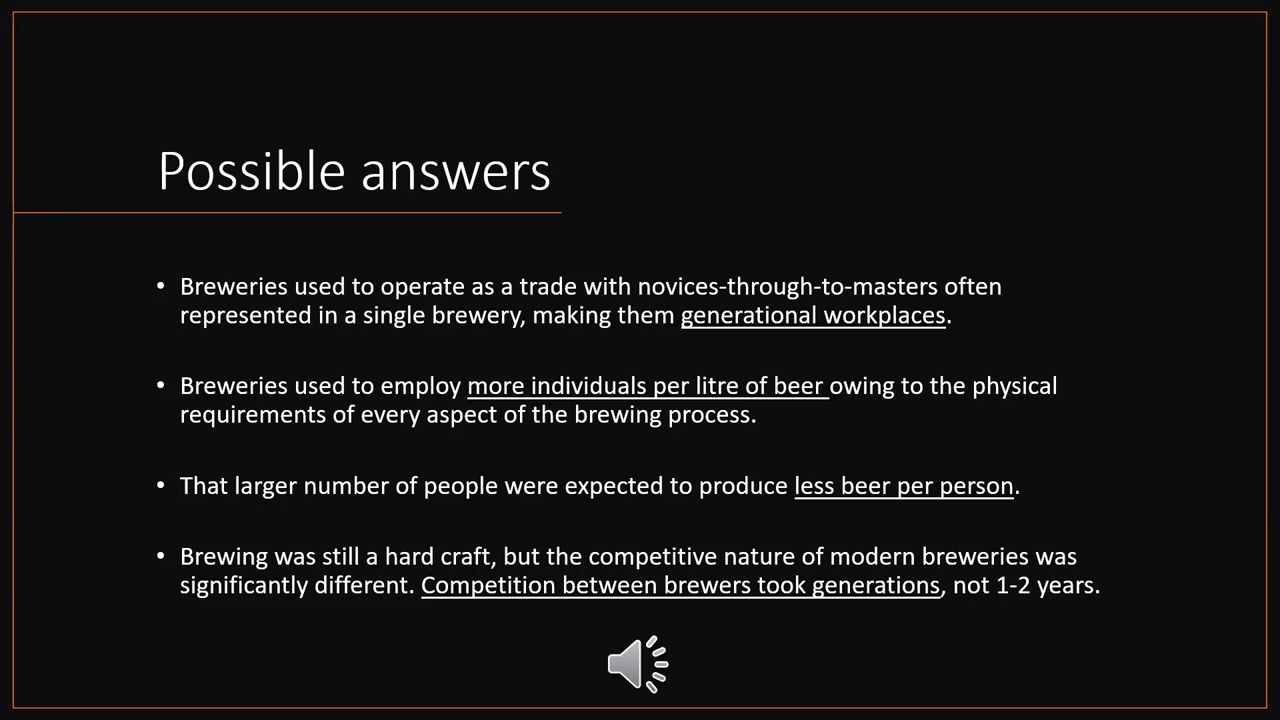 Possible answers
• Breweries used to operate as a trade with novices-through-to-masters often
represented in a single brewery, making them generational workplaces.
• Breweries used to employ more individuals per litre of beer owing to the physical
requirements of every aspect of the brewing process.
• That larger number of people were expected to produce less beer per person.
• Brewing was still a hard craft, but the competitive nature of modern breweries was
significantly different. Competition between brewers took generations, not 1-2 years.